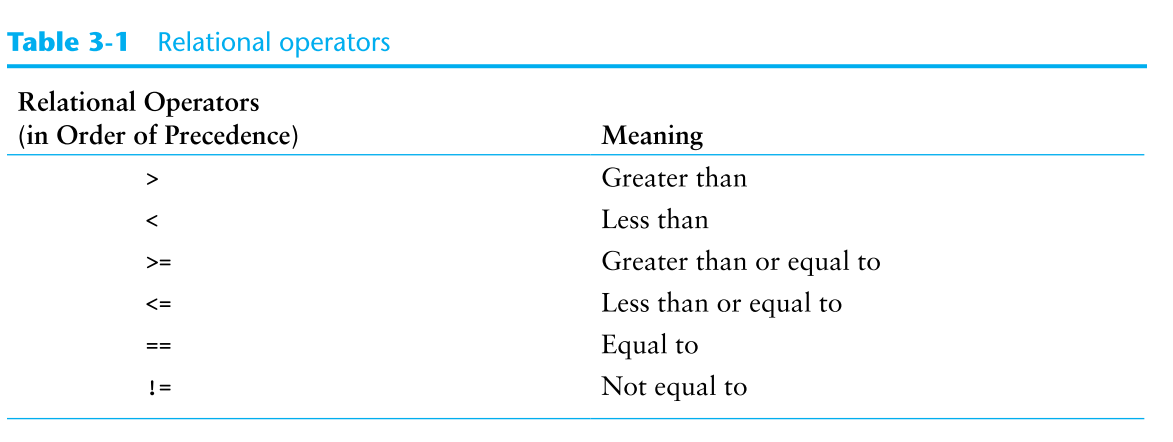 Table 3-1 Relational operators
Relational Operators
(in Order of Precedence) Meaning
> Greater than
< Less than
>= Greater than or equal to
<= Less than or equal to
== Equal to
!= Not equal to